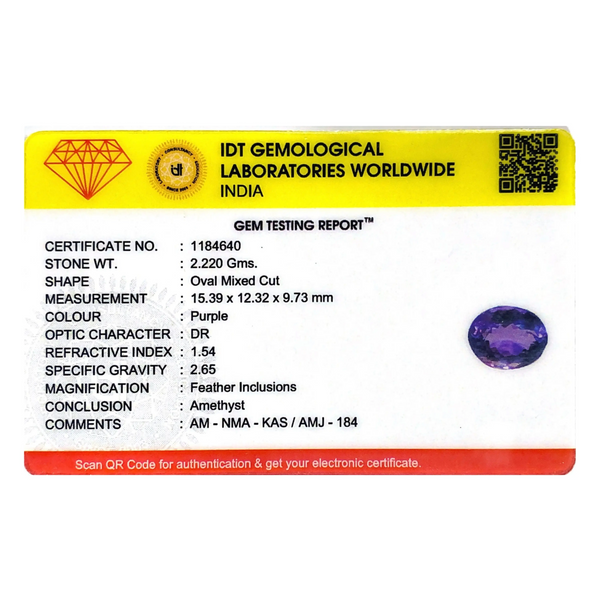 IDT GEMOLOGICAL
LABORATORIES WORLDWIDE
INDIA
GEM TESTING REPORT™
CERTIFICATE NO. : 1184640
STONE WT. : 2.220 Gms.
SHAPE : Oval Mixed Cut
MEASUREMENT : 15.39 x 12.32 x 9.73 mm
COLOUR : Purple
OPTIC CHARACTER : DR
REFRACTIVE INDEX : 1.54
SPECIFIC GRAVITY : 2.65
MAGNIFICATION : Feather Inclusions
CONCLUSION : Amethyst
COMMENTS : AM - NMA - KAS / AMJ - 184
Scan QR Code for authentication & get your electronic certificate.